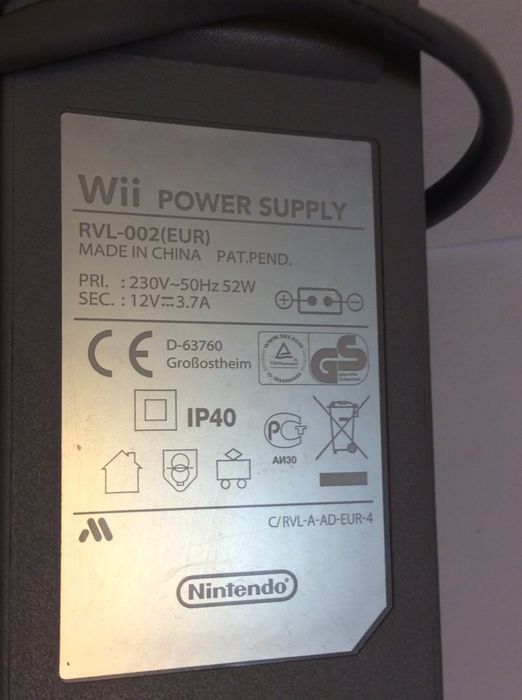 Wii POWER SUPPLY
RVL-002(EUR)
MADE IN CHINA PAT.PEND.
PRI. : 230V~50Hz 52W
SEC. : 12V⎓3.7A
CE D-63760
Großostheim
GS
IP40
РСТ
АИ30
C/RVL-A-AD-EUR-4
Nintendo®